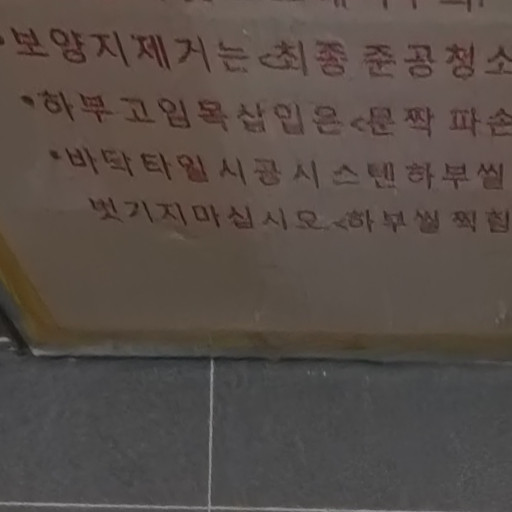 •보양지제거는<최종 준공청소
•하부고임목삽입은<문짝 파손
•바닥타일시공시스텐하부씰
벗기지마십시오<하부씰 찍힘